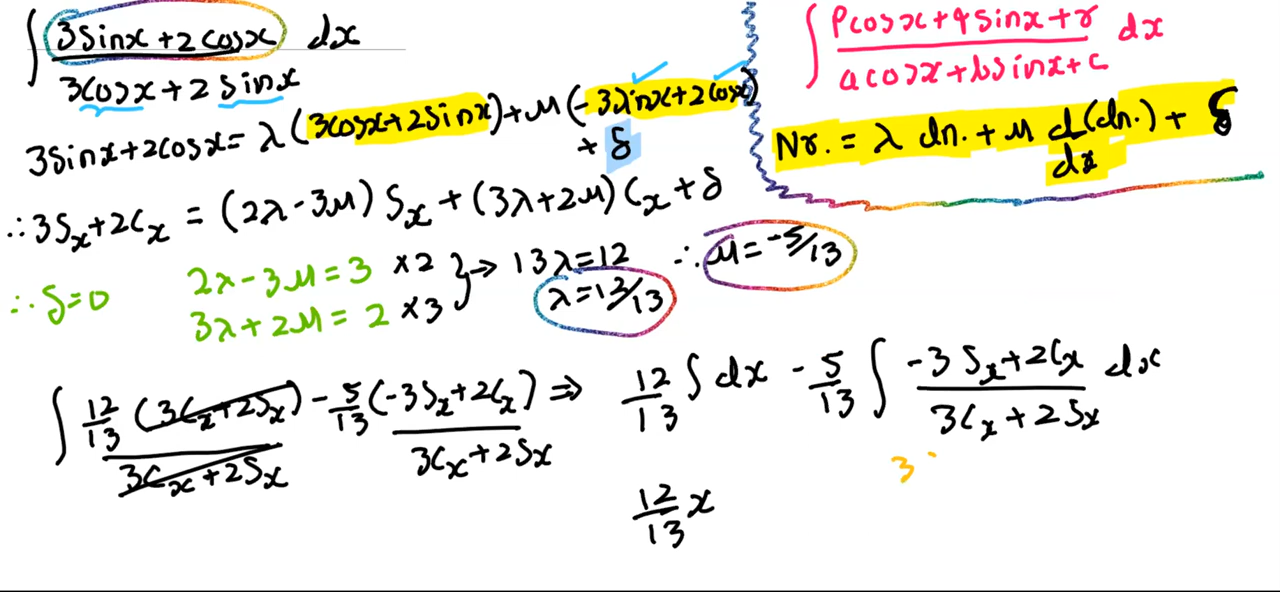 ∫ (3sinx + 2cosx)/(3cosx + 2sinx) dx
3sinx + 2cosx = λ(3cosx + 2sinx) + μ(-3sinx + 2cosx) + δ
∴ 3Sx + 2Cx = (2λ - 3μ) Sx + (3λ + 2μ) Cx + δ
∴ δ = 0
2λ - 3μ = 3 ×2
3λ + 2μ = 2 ×3
} → 13λ = 12
λ = 12/13
∴ μ = -5/13
∫ (12/13 (3Cx + 2Sx))/(3Cx + 2Sx) - 5/13 (-3Sx + 2Cx)/(3Cx + 2Sx) ⇒ 12/13 ∫ dx - 5/13 ∫ (-3Sx + 2Cx)/(3Cx + 2Sx) dx
3
12/13 x
∫ (pcosx + qsinx + r)/(acosx + bsinx + c) dx
Nr. = λ dn. + μ d(dn.)/dx + δ